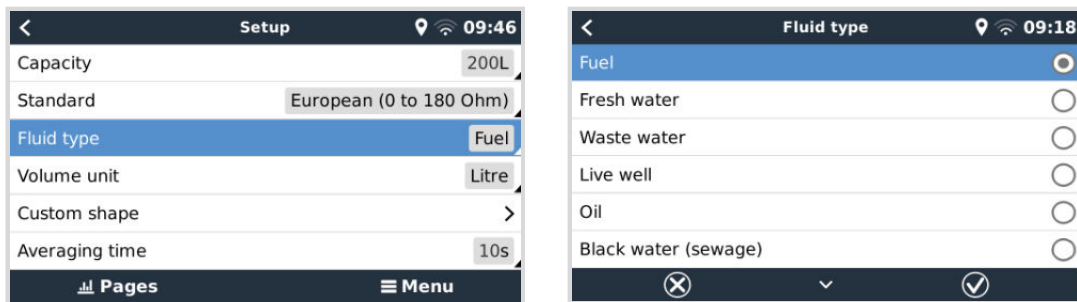 Setup 09:46
Capacity 200L
Standard European (0 to 180 Ohm)
Fluid type Fuel
Volume unit Litre
Custom shape
Averaging time 10s
Pages Menu
Fluid type 09:18
Fuel
Fresh water
Waste water
Live well
Oil
Black water (sewage)